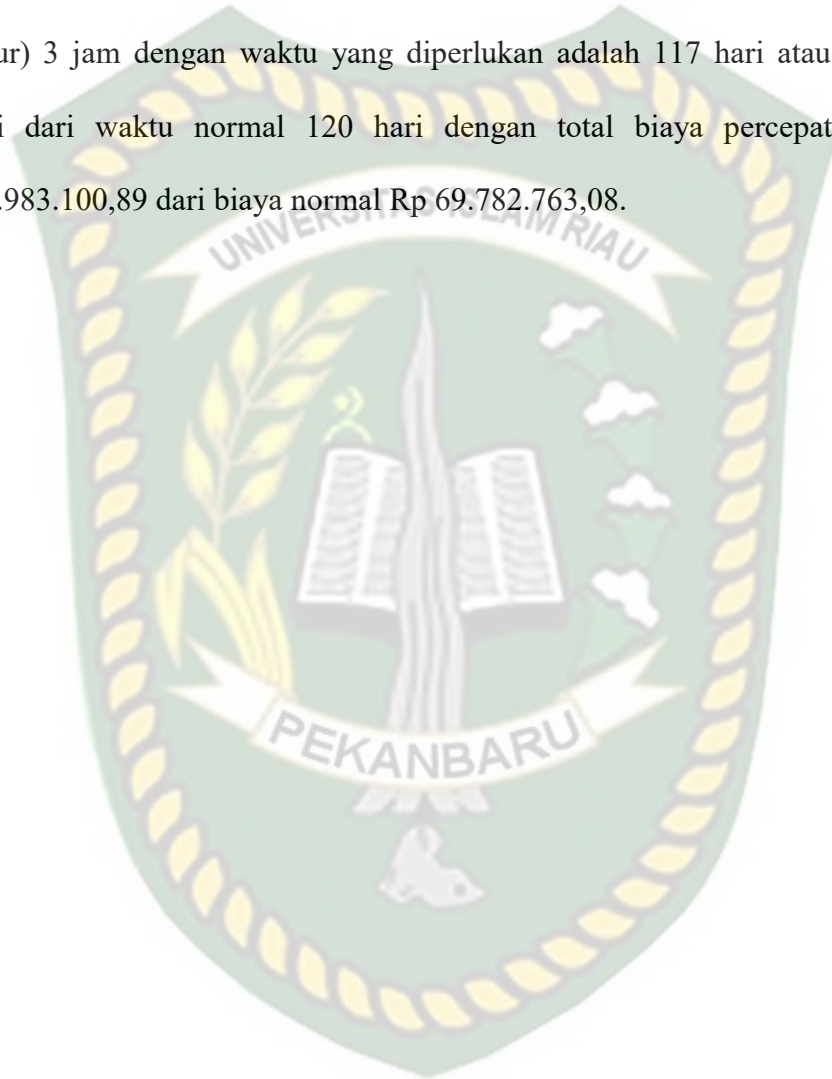 ur) 3 jam dengan waktu yang diperlukan adalah 117 hari atau
i dari waktu normal 120 hari dengan total biaya percepat
.983.100,89 dari biaya normal Rp 69.782.763,08.
UNIVERSITAS ISLAM RIAU
PEKANBARU